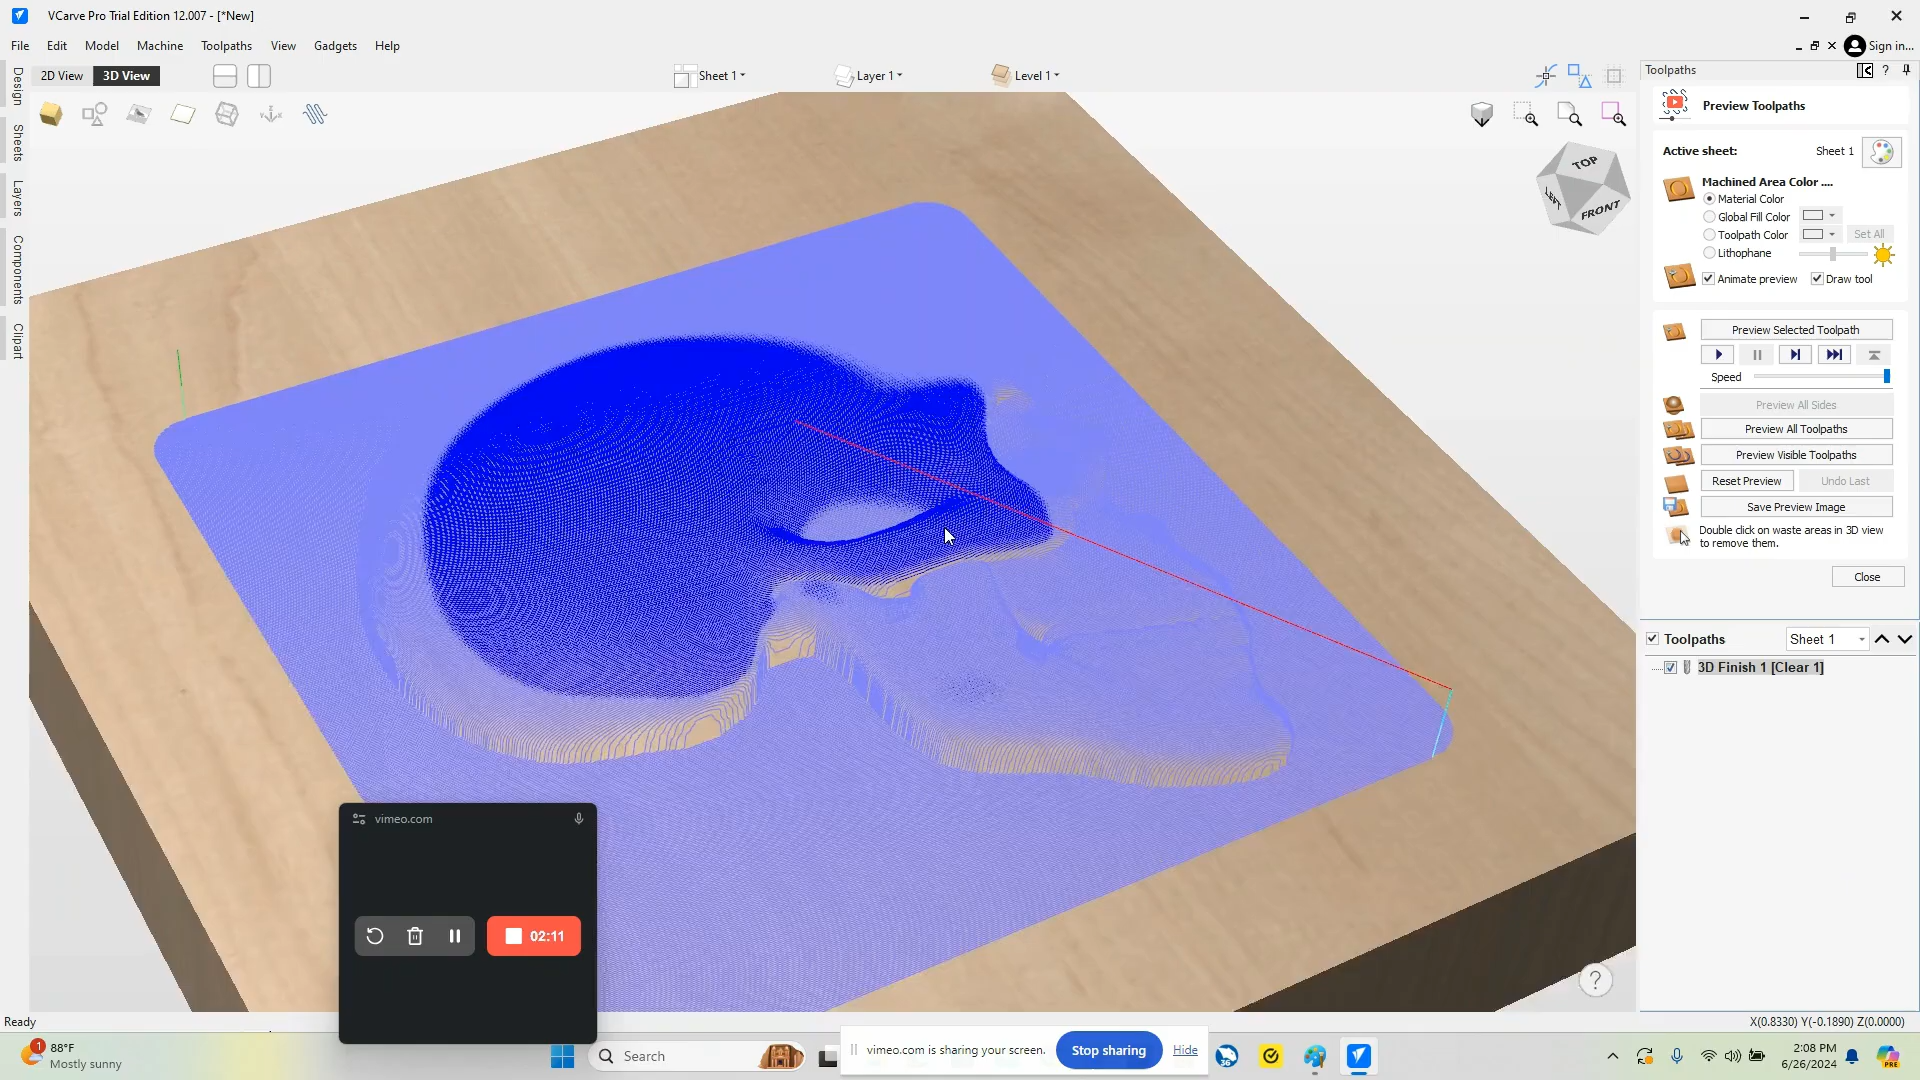 VCarve Pro Trial Edition 12.007 - [*New]
File Edit Model Machine Toolpaths View Gadgets Help
Sign in...
2D View 3D View
Sheet 1
Layer 1
Level 1
Design
Sheets
Layers
Components
Clipart
TOP
LEFT
FRONT
Toolpaths
?
Preview Toolpaths
Active sheet: Sheet 1
Machined Area Color ....
Material Color
Global Fill Color
Toolpath Color Set All
Lithophane
Animate preview Draw tool
Preview Selected Toolpath
Speed
Preview All Sides
Preview All Toolpaths
Preview Visible Toolpaths
Reset Preview Undo Last
Save Preview Image
Double click on waste areas in 3D view
to remove them.
Close
Toolpaths Sheet 1
3D Finish 1 [Clear 1]
vimeo.com
02:11
?
Ready
X(0.8330) Y(-0.1890) Z(0.0000)
1
88°F
Mostly sunny
Search
vimeo.com is sharing your screen. Stop sharing Hide
36
2:08 PM
6/26/2024
PRE